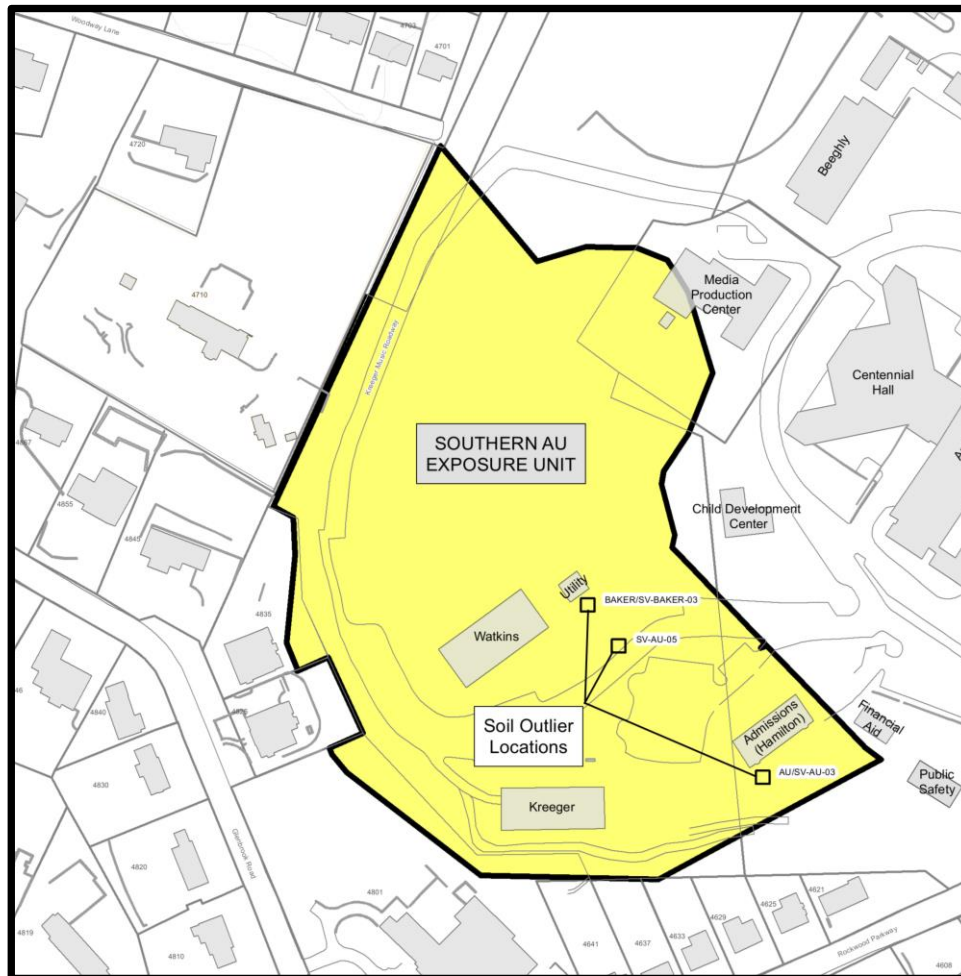 Woodway Lane
4703
4701
4720
Beeghly
4710
Media
Production
Center
Kreeger Music Roadway
Centennial
Hall
SOUTHERN AU
EXPOSURE UNIT
4855
4845
Child Development
Center
Utility
BAKER/SV-BAKER-03
4835
Watkins
SV-AU-05
46
4840
4826
Soil Outlier
Locations
Admissions
(Hamilton)
Financial
Aid
AU/SV-AU-03
Public
Safety
4830
Kreeger
Glenbrook Road
4820
4801
4621
4625
4629
4633
4637
4641
Rockwood Parkway
4819
4810
4608